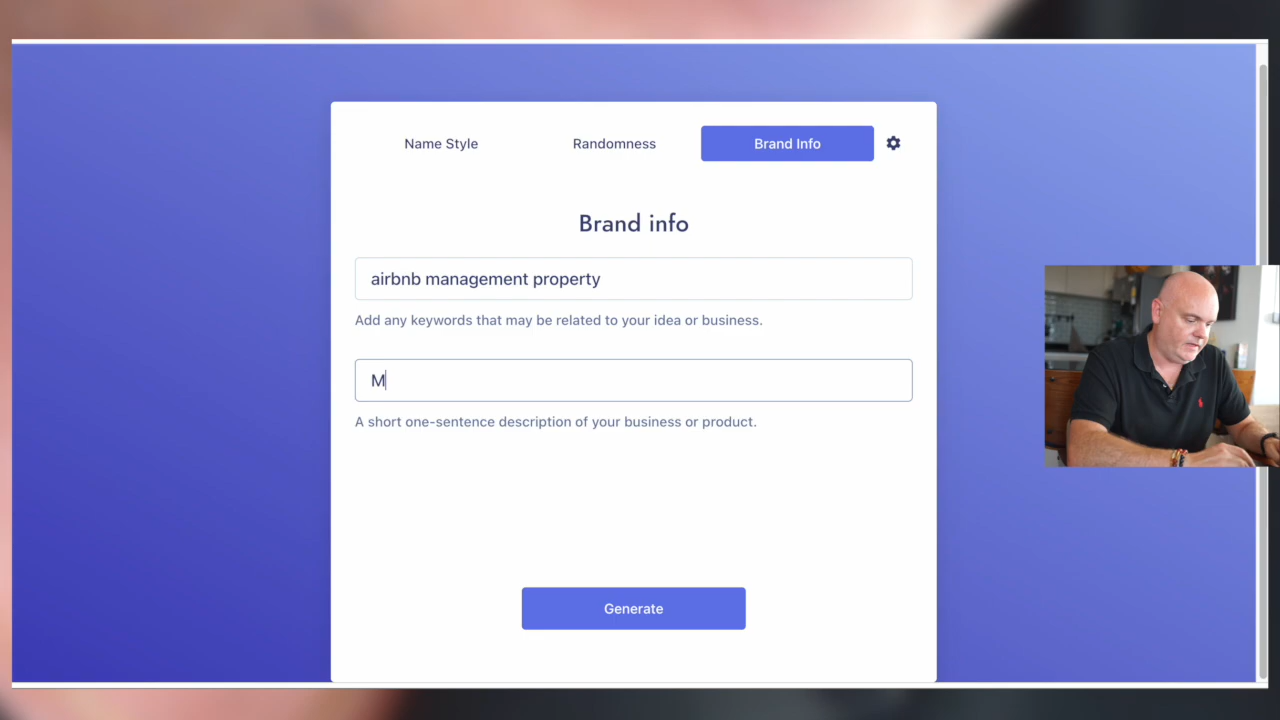 Name Style
Randomness
Brand Info
Brand info
airbnb management property
Add any keywords that may be related to your idea or business.
M
A short one-sentence description of your business or product.
Generate